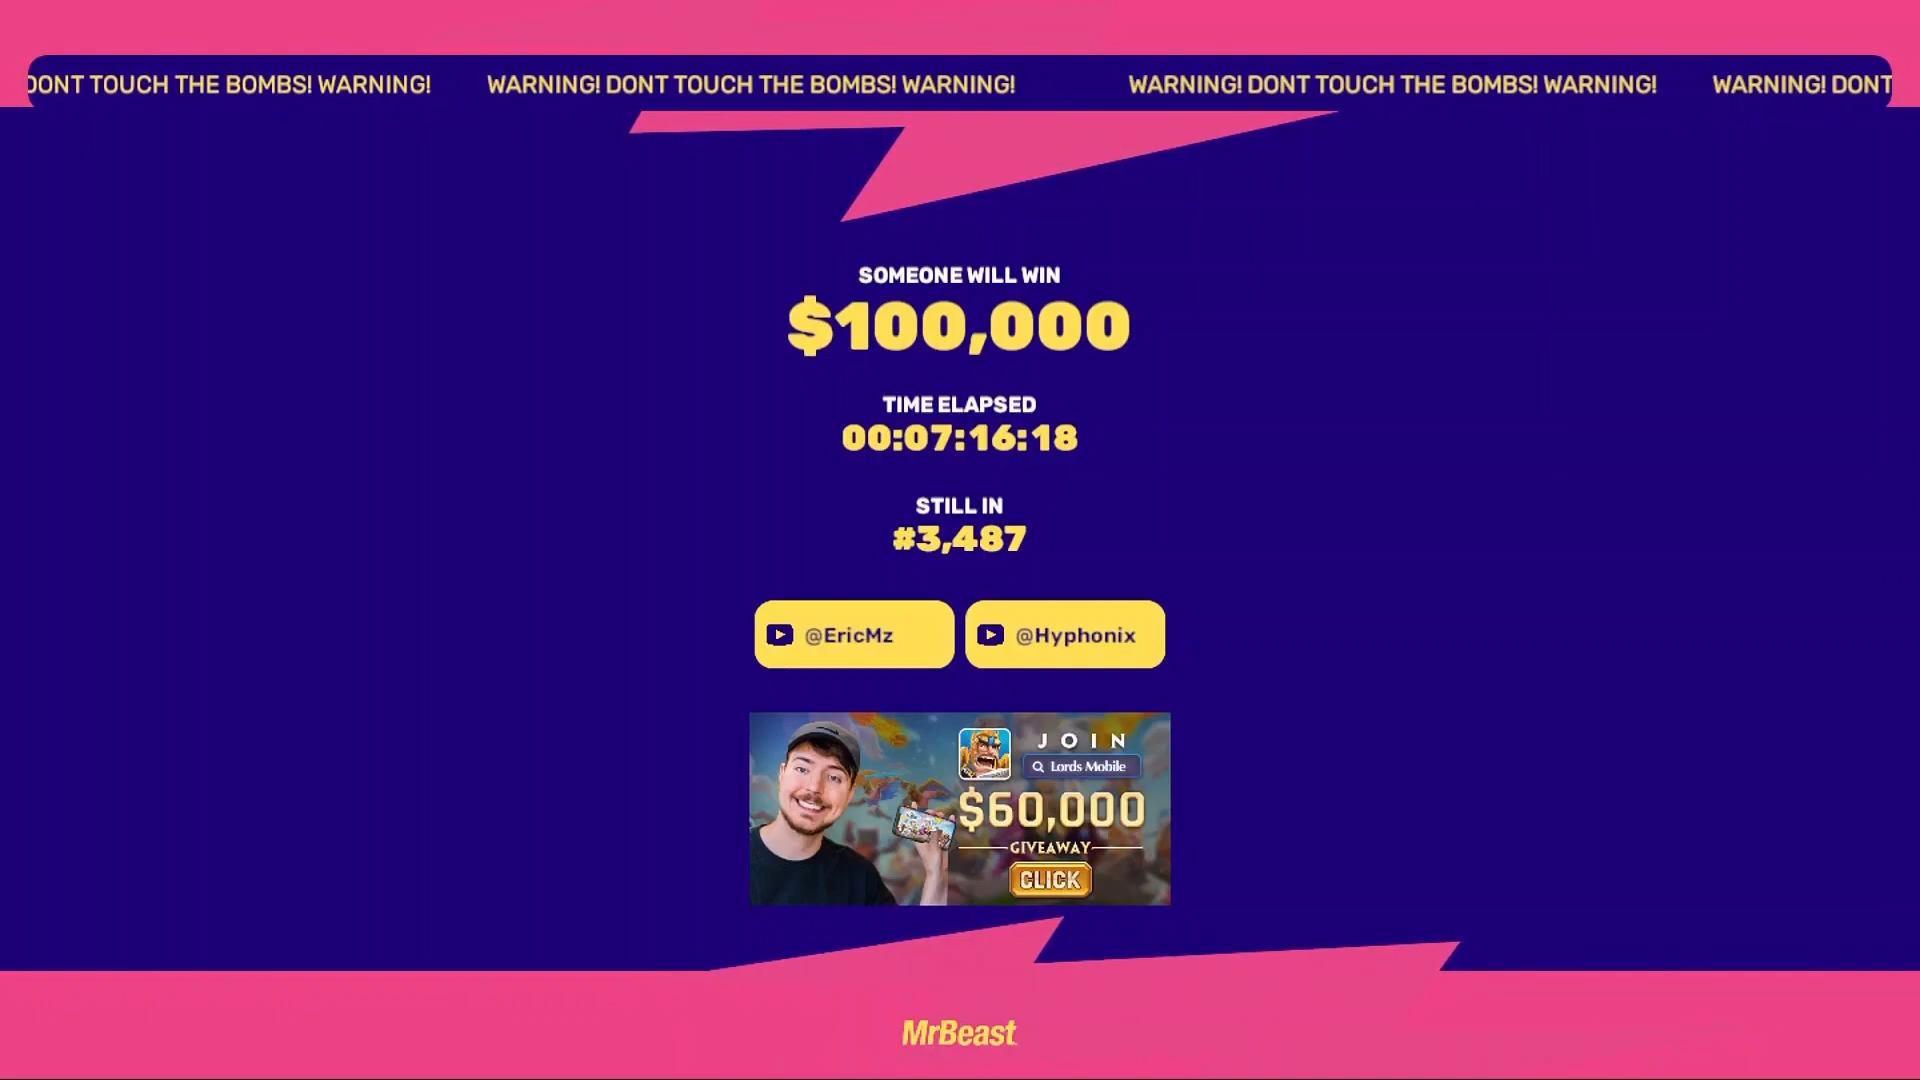 DONT TOUCH THE BOMBS! WARNING! WARNING! DONT TOUCH THE BOMBS! WARNING! WARNING! DONT TOUCH THE BOMBS! WARNING! WARNING! DONT
SOMEONE WILL WIN
$100,000
TIME ELAPSED
00:07:16:18
STILL IN
#3,487
@EricMz @Hyphonix
JOIN
Lords Mobile
$60,000
GIVEAWAY
CLICK
MrBeast